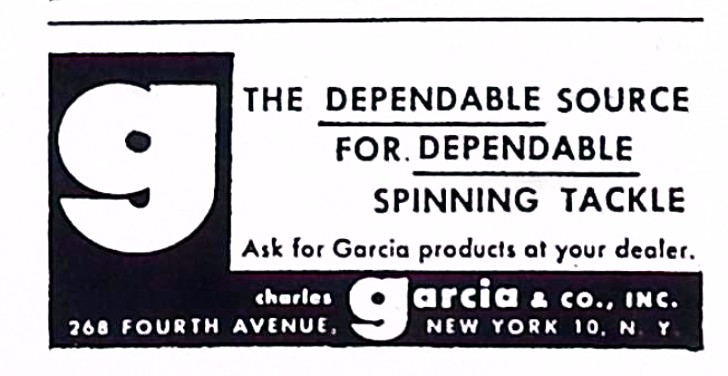 g
THE DEPENDABLE SOURCE
FOR. DEPENDABLE
SPINNING TACKLE
Ask for Garcia products at your dealer.
charles garcia & CO., INC.
268 FOURTH AVENUE, NEW YORK 10, N. Y